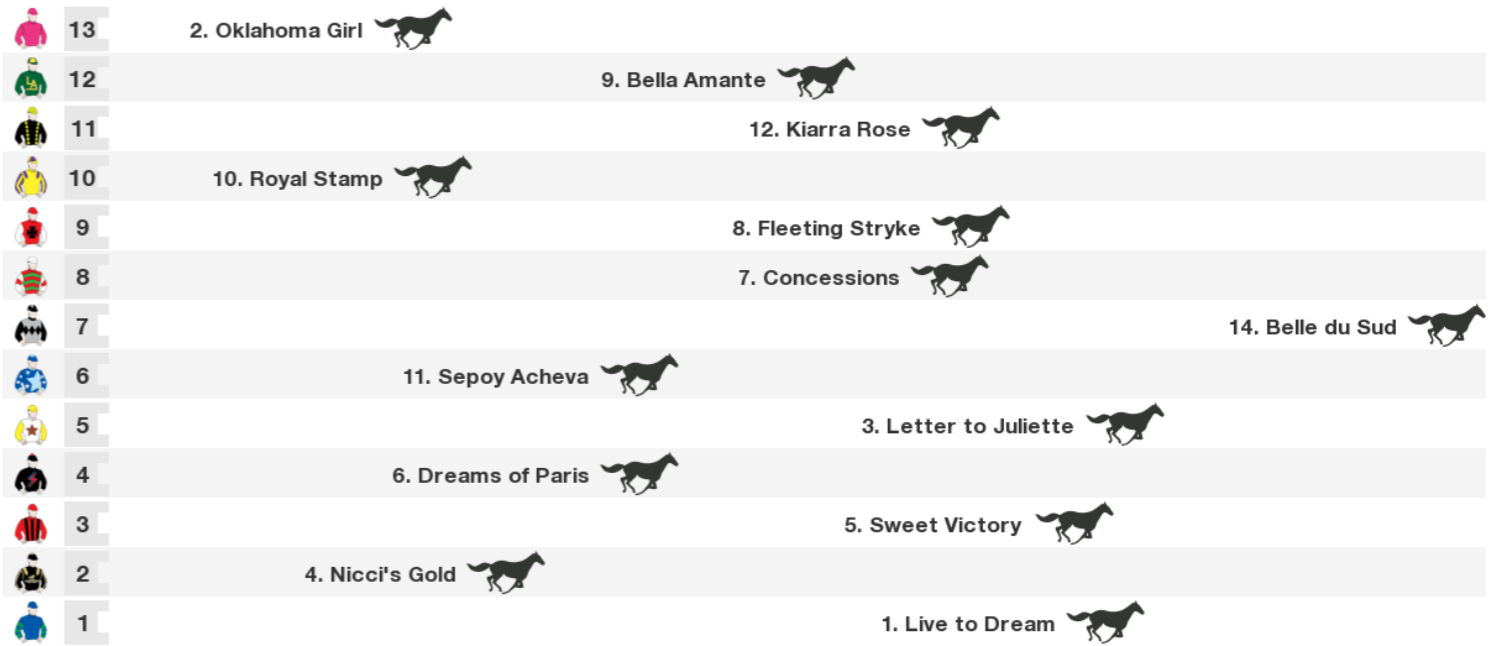 13 2. Oklahoma Girl
12 9. Bella Amante
11 12. Kiarra Rose
10 10. Royal Stamp
9 8. Fleeting Stryke
8 7. Concessions
7 14. Belle du Sud
6 11. Sepoy Acheva
5 3. Letter to Juliette
4 6. Dreams of Paris
3 5. Sweet Victory
2 4. Nicci's Gold
1 1. Live to Dream